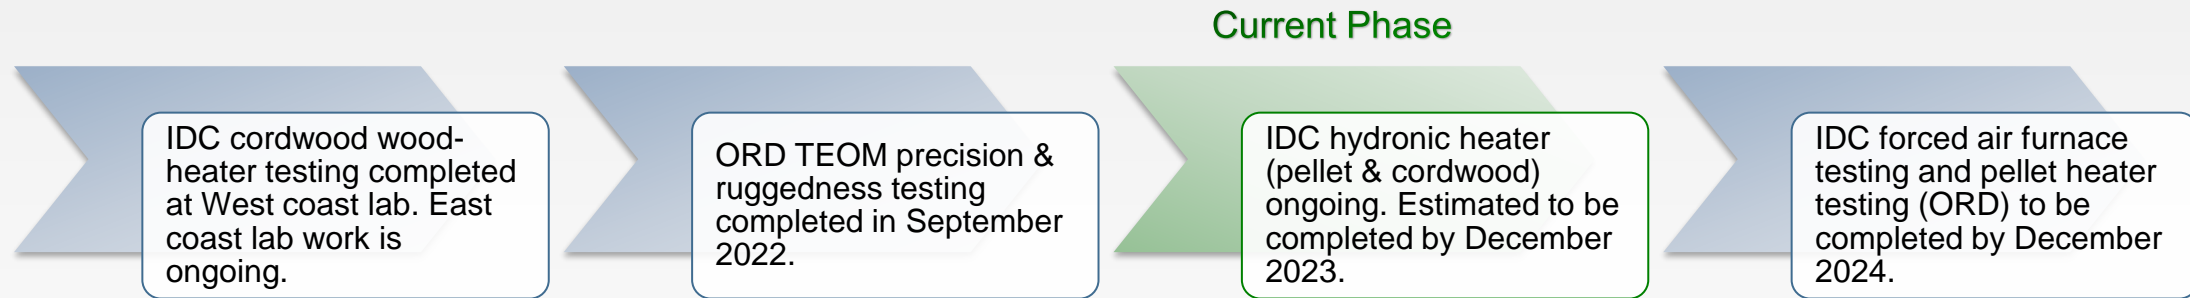 Current Phase
IDC cordwood wood-
heater testing completed
at West coast lab. East
coast lab work is
ongoing.
ORD TEOM precision &
ruggedness testing
completed in September
2022.
IDC hydronic heater
(pellet & cordwood)
ongoing. Estimated to be
completed by December
2023.
IDC forced air furnace
testing and pellet heater
testing (ORD) to be
completed by December
2024.